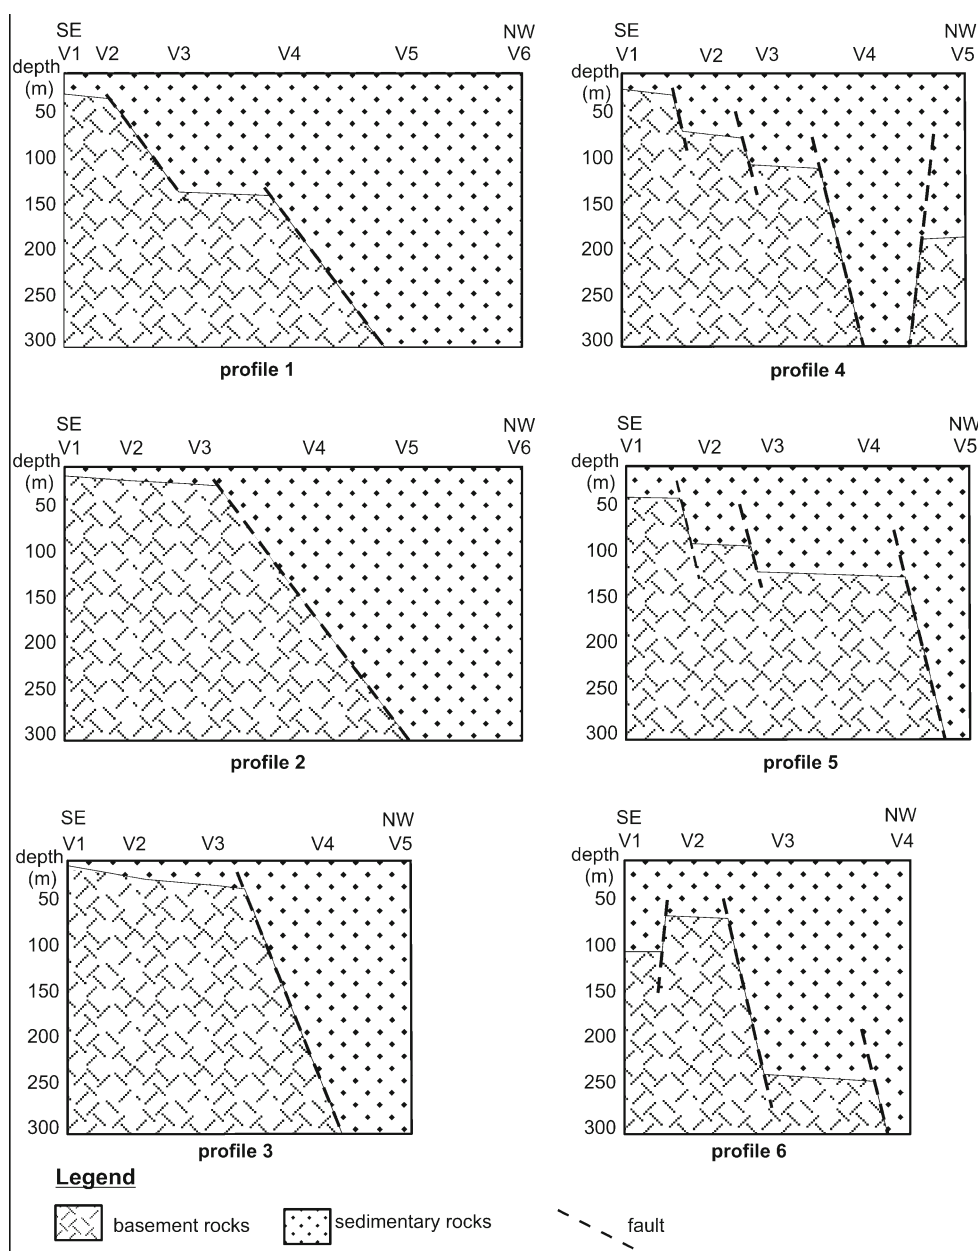 SE NW
V1 V2 V3 V4 V5 V6
depth
(m)
50
100
150
200
250
300
profile 1
SE NW
V1 V2 V3 V4 V5
depth
(m)
50
100
150
200
250
300
profile 4
SE NW
V1 V2 V3 V4 V5 V6
depth
(m)
50
100
150
200
250
300
profile 2
SE NW
V1 V2 V3 V4 V5
depth
(m)
50
100
150
200
250
300
profile 5
SE NW
V1 V2 V3 V4 V5
depth
(m)
50
100
150
200
250
300
profile 3
SE NW
V1 V2 V3 V4
depth
(m)
50
100
150
200
250
300
profile 6
Legend
basement rocks sedimentary rocks fault